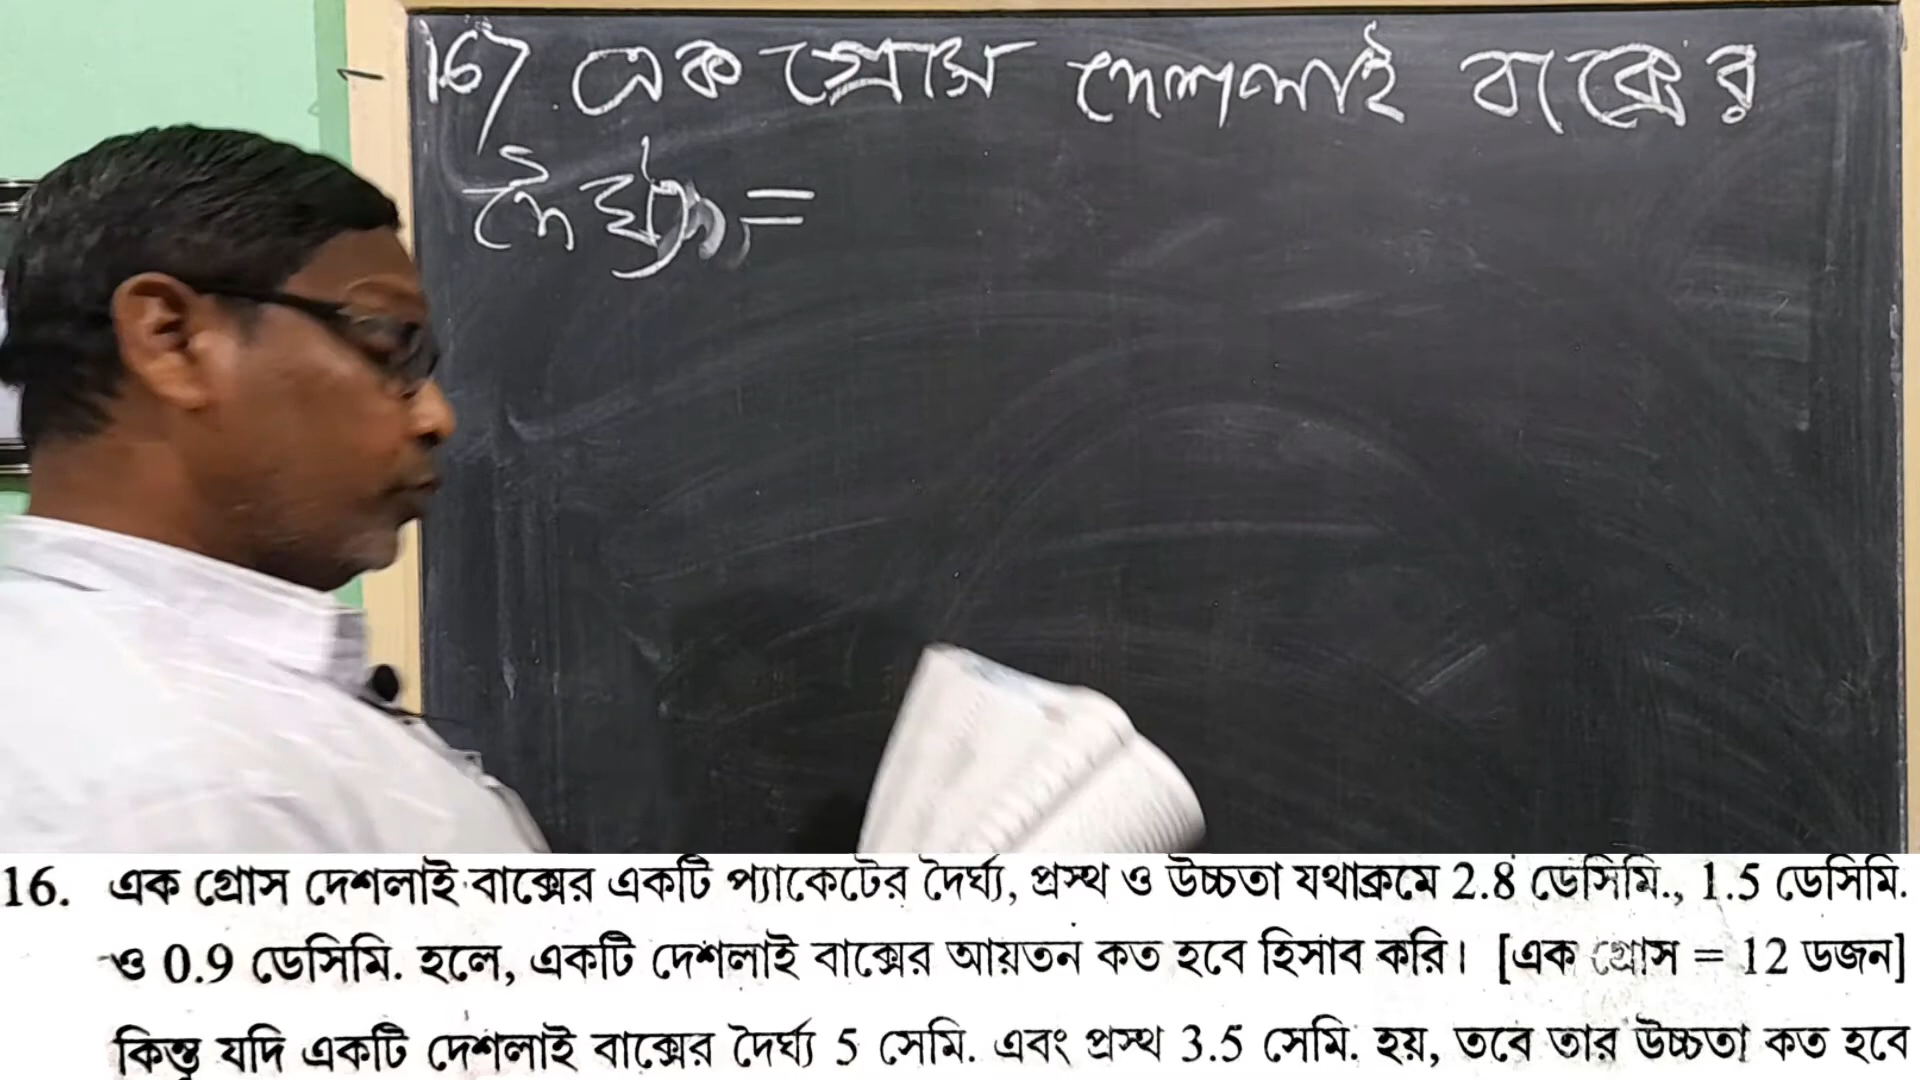 16) এক গ্রোস দেশলাই বাক্সের
দৈর্ঘ্য =
16. এক গ্রোস দেশলাই বাক্সের একটি প্যাকেটের দৈর্ঘ্য, প্রস্থ ও উচ্চতা যথাক্রমে 2.8 ডেসিমি., 1.5 ডেসিমি.
ও 0.9 ডেসিমি. হলে, একটি দেশলাই বাক্সের আয়তন কত হবে হিসাব করি। [এক গ্রোস = 12 ডজন]
কিন্তু যদি একটি দেশলাই বাক্সের দৈর্ঘ্য 5 সেমি. এবং প্রস্থ 3.5 সেমি. হয়, তবে তার উচ্চতা কত হবে